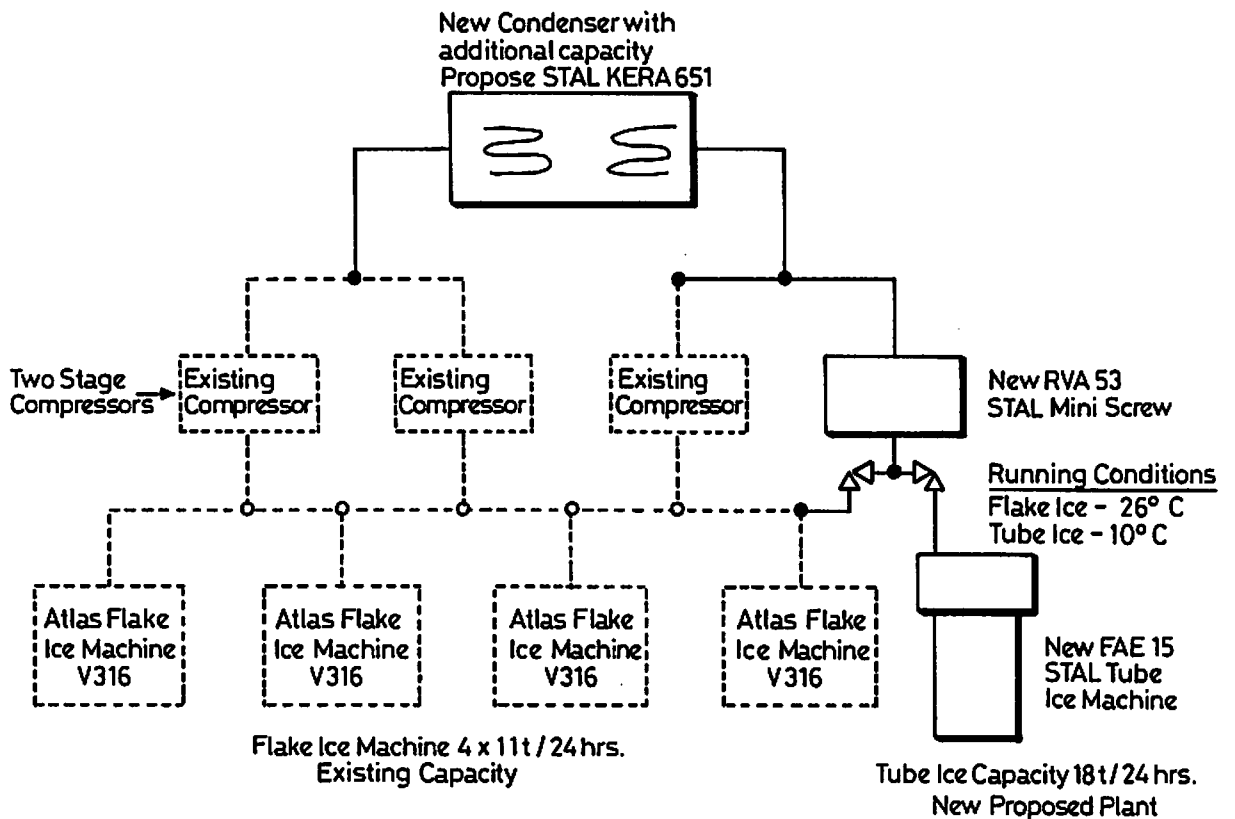 New Condenser with
additional capacity
Propose STAL KERA 651
Two Stage
Compressors
Existing
Compressor
Existing
Compressor
Existing
Compressor
New RVA 53
STAL Mini Screw
Running Conditions
Flake Ice - 26° C
Tube Ice - 10° C
Atlas Flake
Ice Machine
V316
Atlas Flake
Ice Machine
V316
Atlas Flake
Ice Machine
V316
Atlas Flake
Ice Machine
V316
New FAE 15
STAL Tube
Ice Machine
Flake Ice Machine 4 x 11t / 24 hrs.
Existing Capacity
Tube Ice Capacity 18t / 24 hrs.
New Proposed Plant